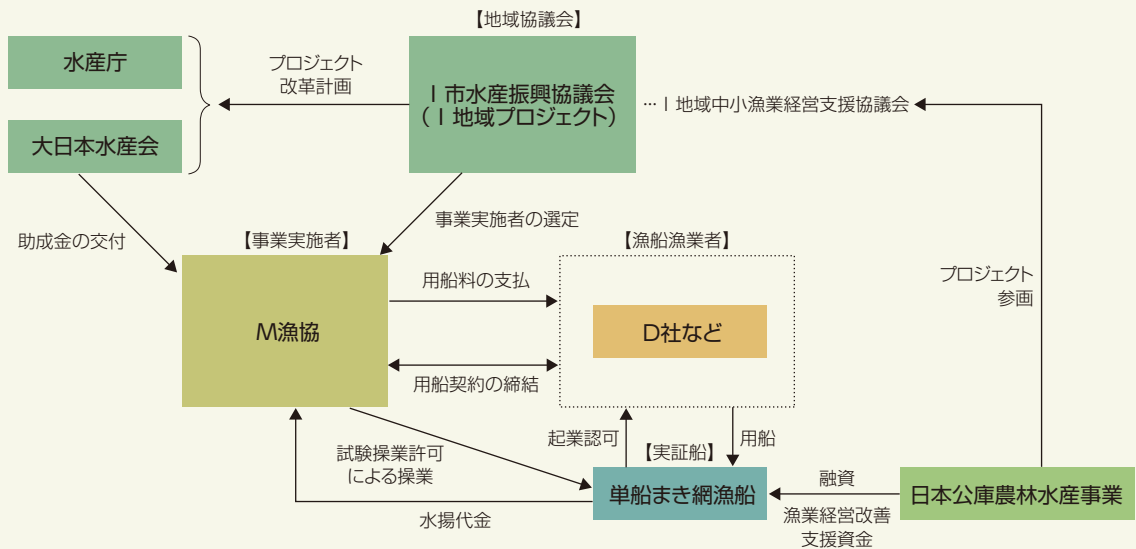 【地域協議会】
水産庁
プロジェクト
改革計画
Ⅰ市水産振興協議会
(Ⅰ地域プロジェクト)
…Ⅰ地域中小漁業経営支援協議会
大日本水産会
事業実施者の選定
助成金の交付
【事業実施者】
【漁船漁業者】
プロジェクト
参画
用船料の支払
M漁協
D社など
用船契約の締結
起業認可
【実証船】
用船
試験操業許可
による操業
単船まき網漁船
融資
日本公庫農林水産事業
水揚代金
漁業経営改善
支援資金